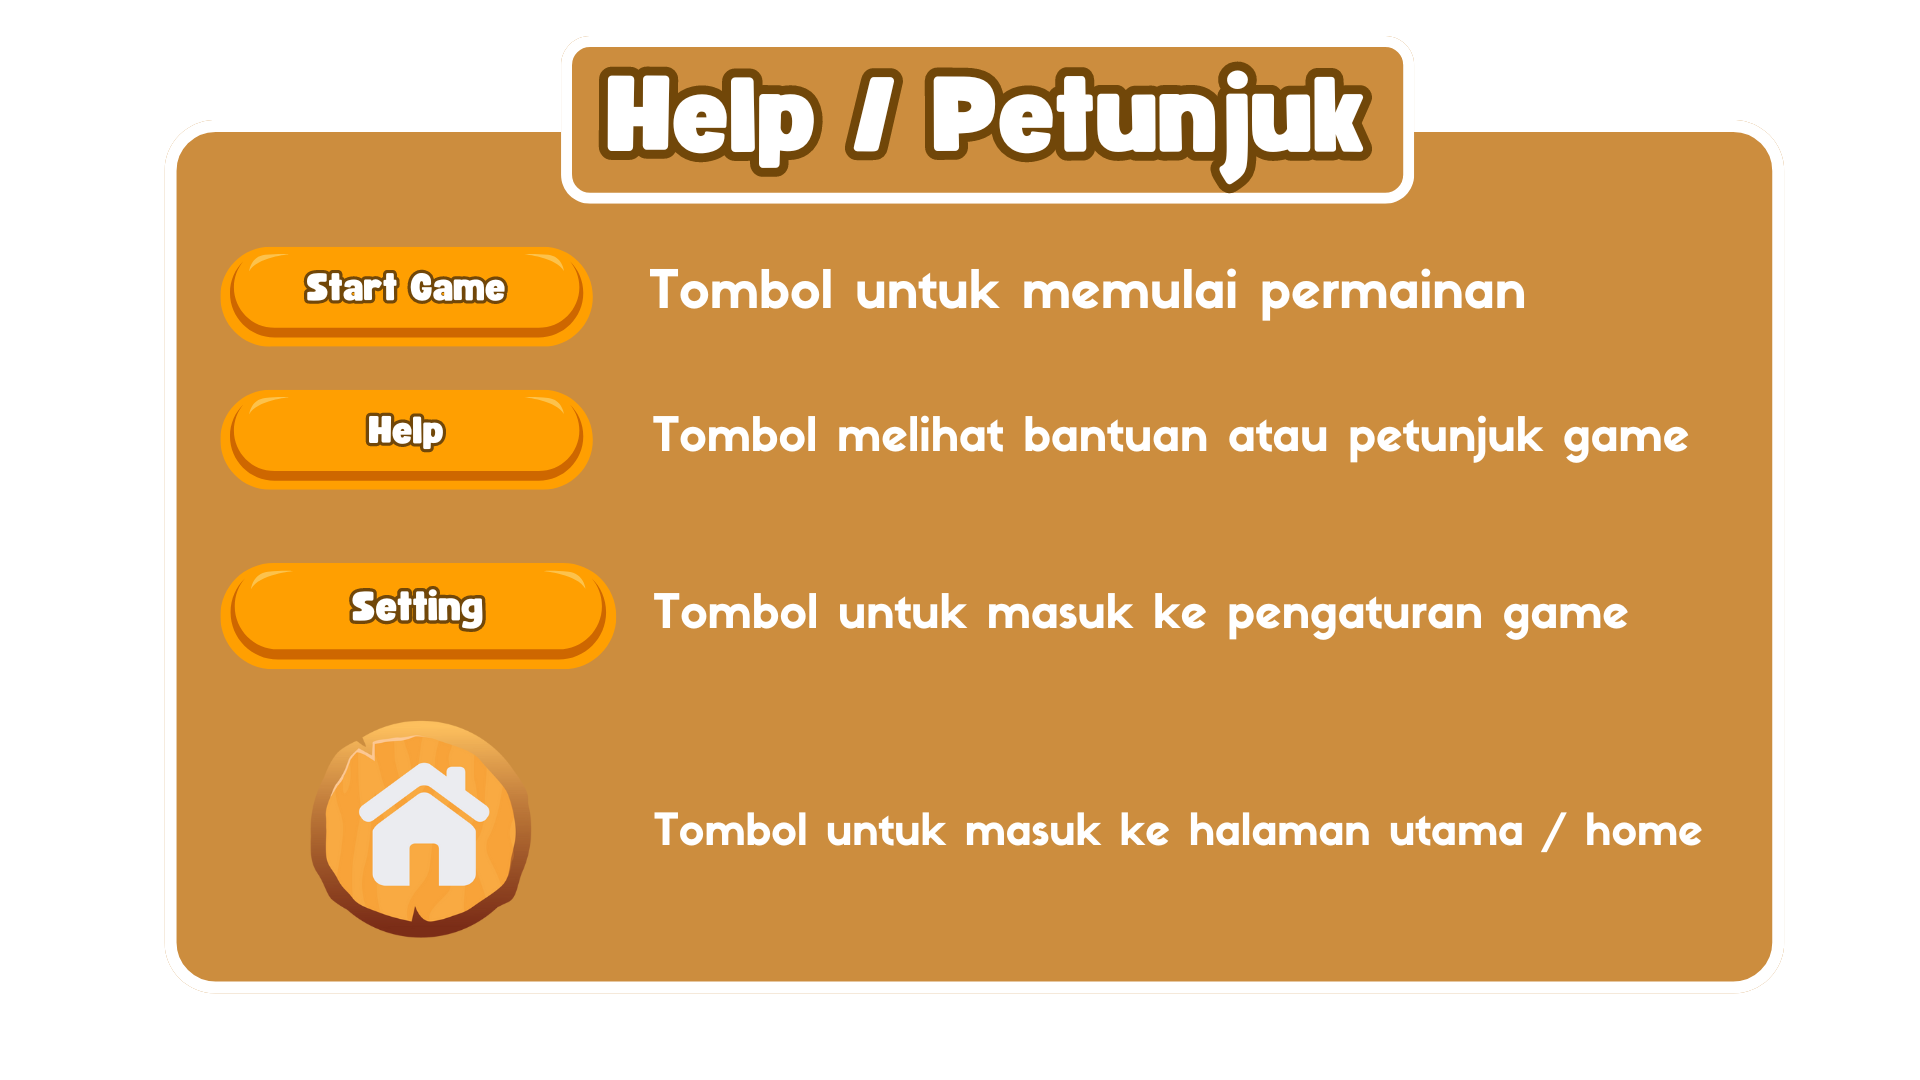 Help / Petunjuk
Start Game
Tombol untuk memulai permainan
Help
Tombol melihat bantuan atau petunjuk game
Setting
Tombol untuk masuk ke pengaturan game
Tombol untuk masuk ke halaman utama / home